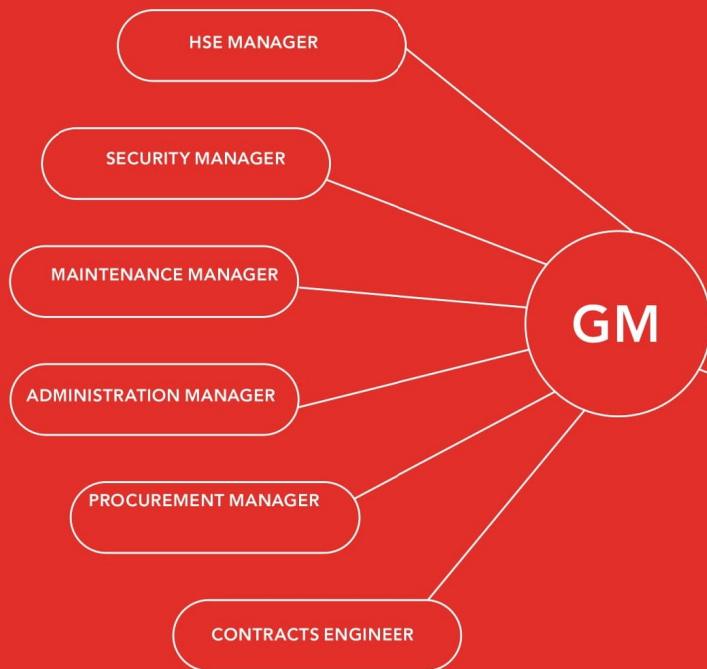 HSE MANAGER
SECURITY MANAGER
MAINTENANCE MANAGER
GM
ADMINISTRATION MANAGER
PROCUREMENT MANAGER
CONTRACTS ENGINEER